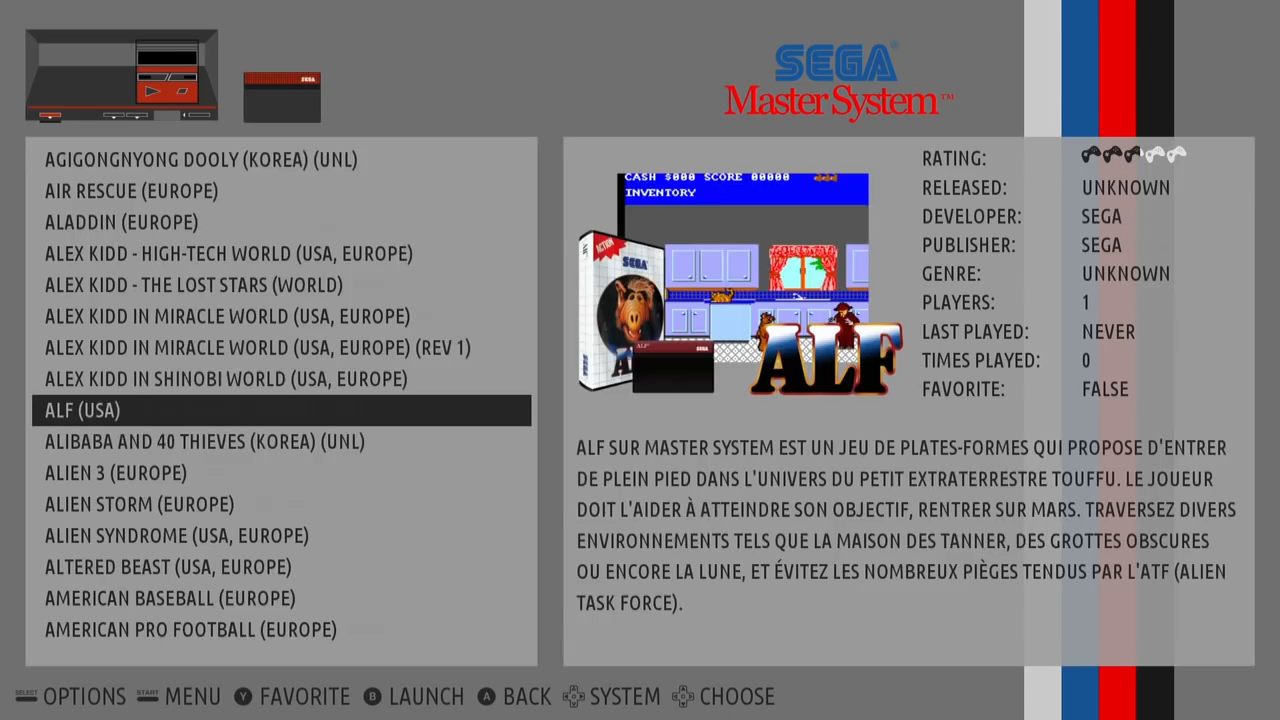 SEGA
SEGA
Master System™
AGIGONGNYONG DOOLY (KOREA) (UNL)
AIR RESCUE (EUROPE)
ALADDIN (EUROPE)
ALEX KIDD - HIGH-TECH WORLD (USA, EUROPE)
ALEX KIDD - THE LOST STARS (WORLD)
ALEX KIDD IN MIRACLE WORLD (USA, EUROPE)
ALEX KIDD IN MIRACLE WORLD (USA, EUROPE) (REV 1)
ALEX KIDD IN SHINOBI WORLD (USA, EUROPE)
ALF (USA)
ALIBABA AND 40 THIEVES (KOREA) (UNL)
ALIEN 3 (EUROPE)
ALIEN STORM (EUROPE)
ALIEN SYNDROME (USA, EUROPE)
ALTERED BEAST (USA, EUROPE)
AMERICAN BASEBALL (EUROPE)
AMERICAN PRO FOOTBALL (EUROPE)
CASH $000 SCORE 00000
INVENTORY
ACTION
SEGA
SEGA
SEGA
ALF
RATING:
RELEASED: UNKNOWN
DEVELOPER: SEGA
PUBLISHER: SEGA
GENRE: UNKNOWN
PLAYERS: 1
LAST PLAYED: NEVER
TIMES PLAYED: 0
FAVORITE: FALSE
ALF SUR MASTER SYSTEM EST UN JEU DE PLATES-FORMES QUI PROPOSE D'ENTRER
DE PLEIN PIED DANS L'UNIVERS DU PETIT EXTRATERRESTRE TOUFFU. LE JOUEUR
DOIT L'AIDER À ATTEINDRE SON OBJECTIF, RENTRER SUR MARS. TRAVERSEZ DIVERS
ENVIRONNEMENTS TELS QUE LA MAISON DES TANNER, DES GROTTES OBSCURES
OU ENCORE LA LUNE, ET ÉVITEZ LES NOMBREUX PIÈGES TENDUS PAR L'ATF (ALIEN
TASK FORCE).
SELECT OPTIONS START MENU Y FAVORITE B LAUNCH A BACK SYSTEM CHOOSE